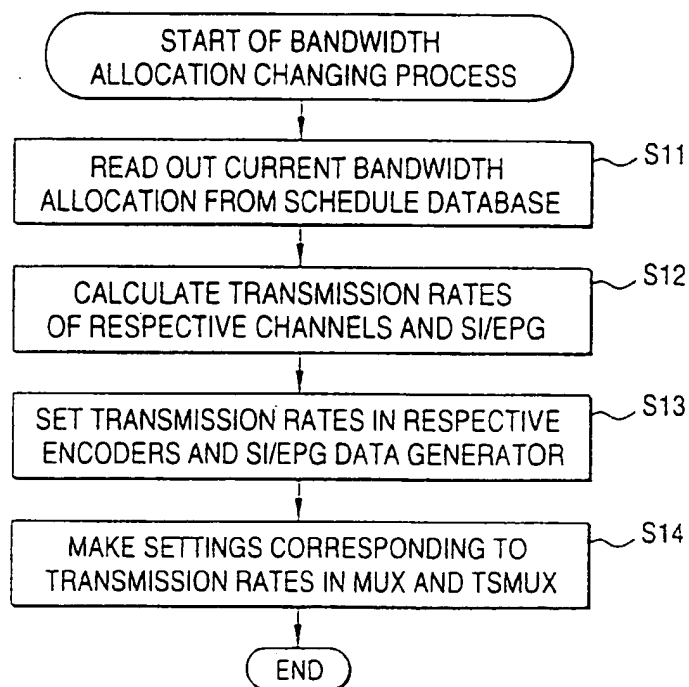 START OF BANDWIDTH
ALLOCATION CHANGING PROCESS
READ OUT CURRENT BANDWIDTH
ALLOCATION FROM SCHEDULE DATABASE
S11
CALCULATE TRANSMISSION RATES
OF RESPECTIVE CHANNELS AND SI/EPG
S12
SET TRANSMISSION RATES IN RESPECTIVE
ENCODERS AND SI/EPG DATA GENERATOR
S13
MAKE SETTINGS CORRESPONDING TO
TRANSMISSION RATES IN MUX AND TSMUX
S14
END